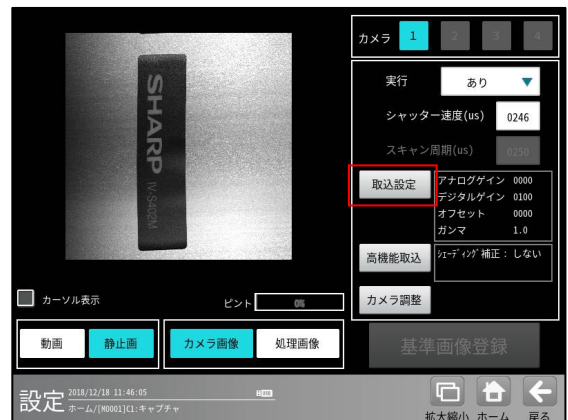 カメラ 1 2 3 4
SHARP
IV-S402M
実行 あり
シャッター速度(us) 0246
スキャン周期(us) 0250
取込設定
アナログゲイン 0000
デジタルゲイン 0100
オフセット 0000
ガンマ 1.0
高機能取込
シェーディング補正: しない
カーソル表示
ピント 0%
カメラ調整
動画 静止画 カメラ画像 処理画像
基準画像登録
設定
2018/12/18 11:46:05
ホーム/[M0001]C1:キャプチャ
拡大縮小 ホーム 戻る